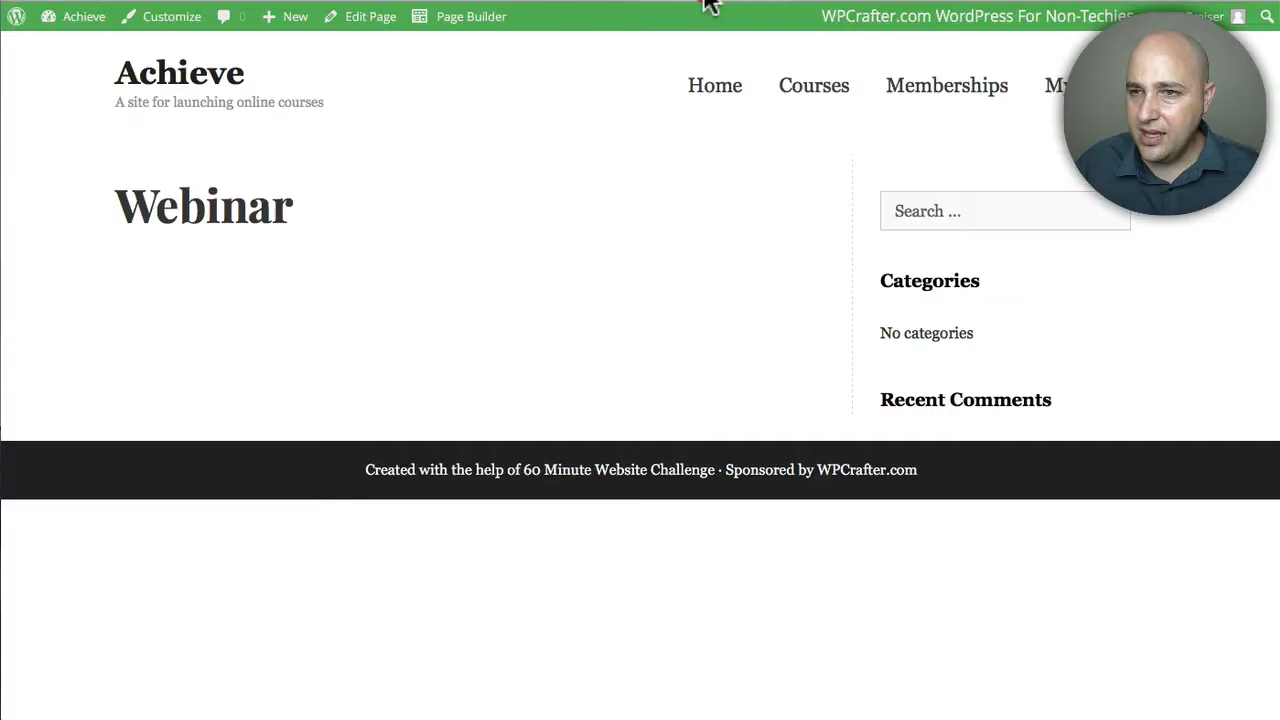 Achieve
Customize
0
New
Edit Page
Page Builder
WPCrafter.com WordPress For Non-Techies
Achieve
A site for launching online courses
Home
Courses
Memberships
Webinar
Search ...
Categories
No categories
Recent Comments
Created with the help of 60 Minute Website Challenge · Sponsored by WPCrafter.com